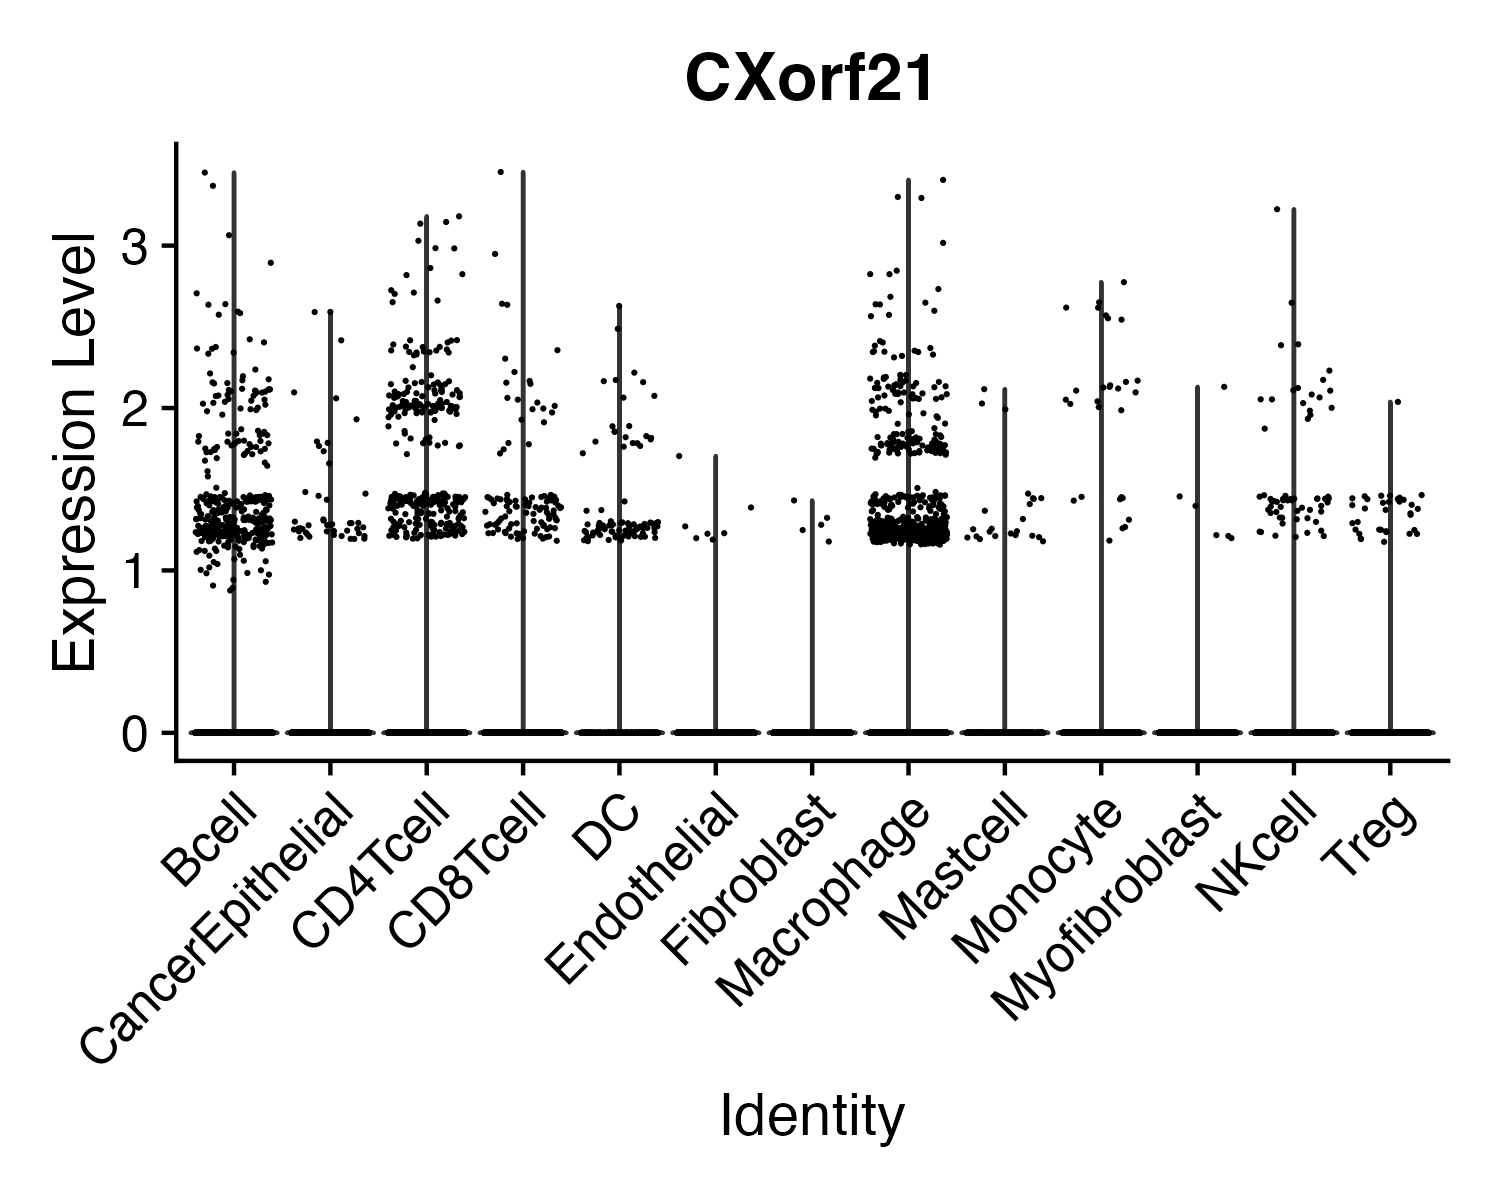 CXorf21
Expression Level
3
2
1
0
Bcell
CancerEpithelial
CD4Tcell
CD8Tcell
DC
Endothelial
Fibroblast
Macrophage
Mastcell
Monocyte
Myofibroblast
NKcell
Treg
Identity